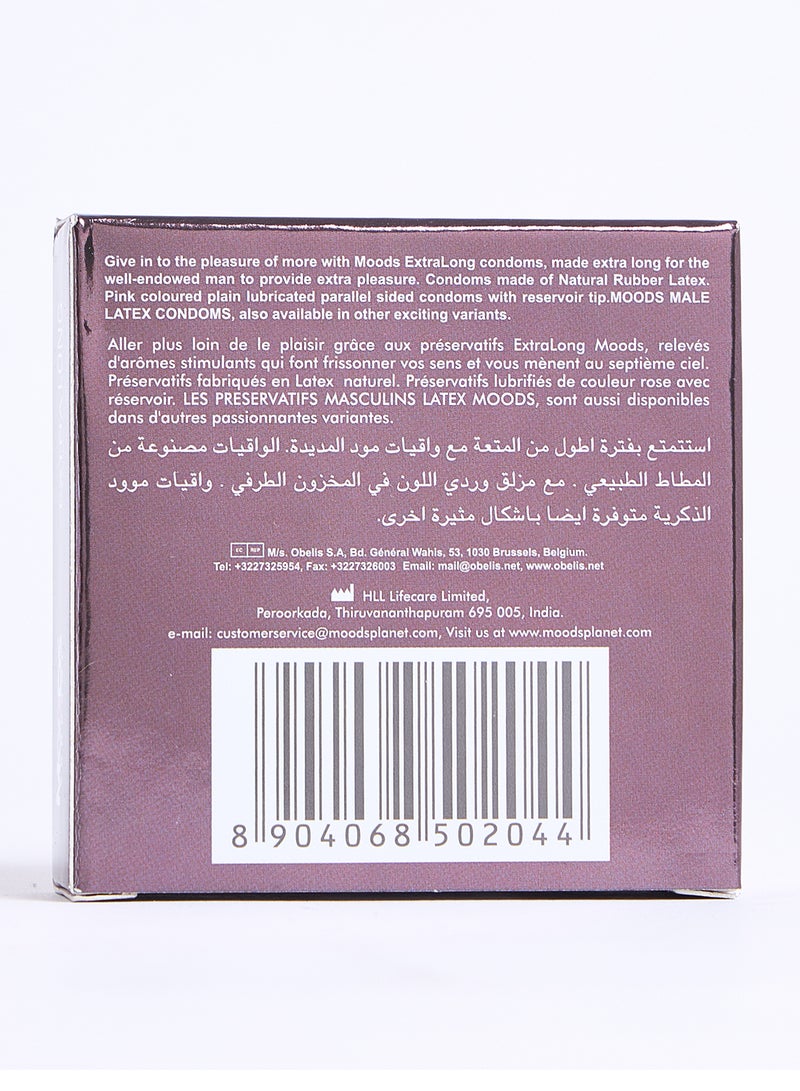 Give in to the pleasure of more with Moods ExtraLong condoms, made extra long for the
well-endowed man to provide extra pleasure. Condoms made of Natural Rubber Latex.
Pink coloured plain lubricated parallel sided condoms with reservoir tip.MOODS MALE
LATEX CONDOMS, also available in other exciting variants.
Aller plus loin de le plaisir grâce aux préservatifs ExtraLong Moods, relevés
d'arômes stimulants qui font frissonner vos sens et vous mènent au septième ciel.
Préservatifs fabriqués en Latex naturel. Préservatifs lubrifiés de couleur rose avec
réservoir. LES PRESERVATIFS MASCULINS LATEX MOODS, sont aussi disponibles
dans d'autres passionnantes variantes.
استتمتع بفترة اطول من المتعة مع واقيات مود المديدة. الواقيات مصنوعة من
المطاط الطبيعي . مع مزلق وردي اللون في المخزون الطرفي . واقيات موود
الذكرية متوفرة ايضا باشكال مثيرة اخرى.
EC REP M/s. Obelis S.A, Bd. Général Wahis, 53, 1030 Brussels, Belgium.
Tel: +3227325954, Fax: +3227326003 Email: mail@obelis.net, www.obelis.net
HLL Lifecare Limited,
Peroorkada, Thiruvananthapuram 695 005, India.
e-mail: customerservice@moodsplanet.com, Visit us at www.moodsplanet.com
8 904068 502044